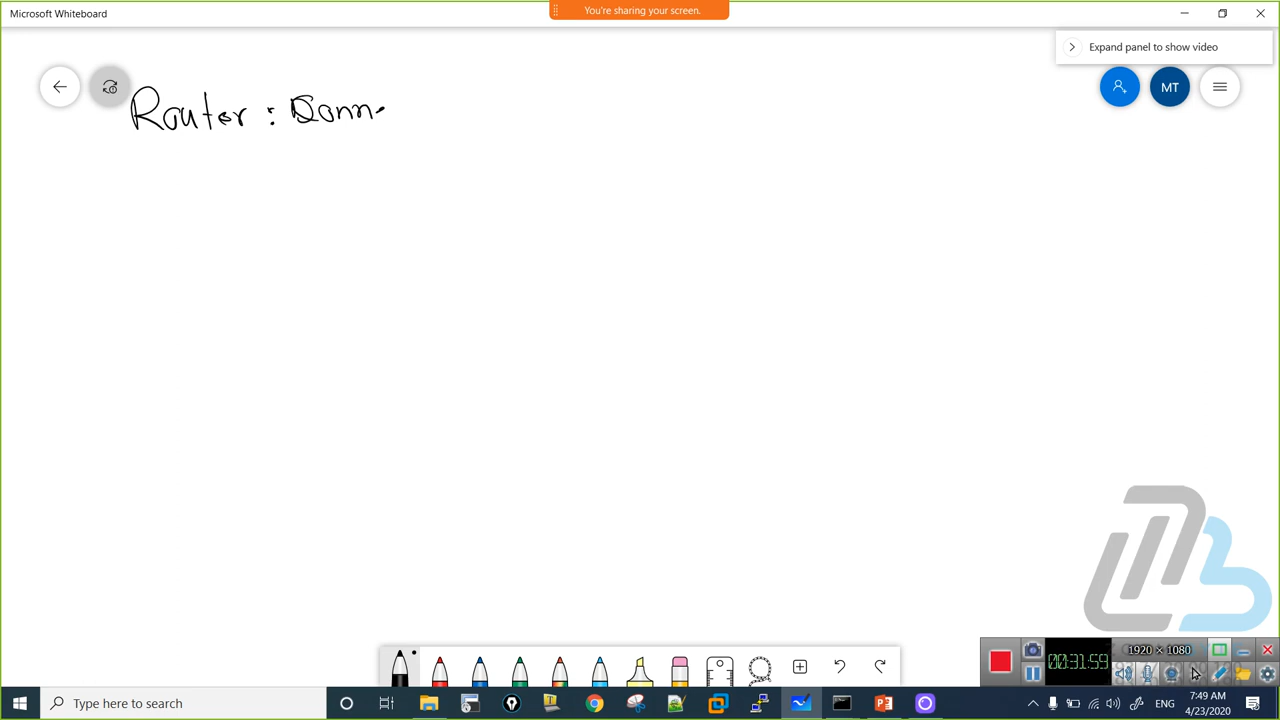 Microsoft Whiteboard
You're sharing your screen.
Expand panel to show video
MT
Router :
00:31:59
1920 × 1080
Type here to search
ENG
7:49 AM
4/23/2020